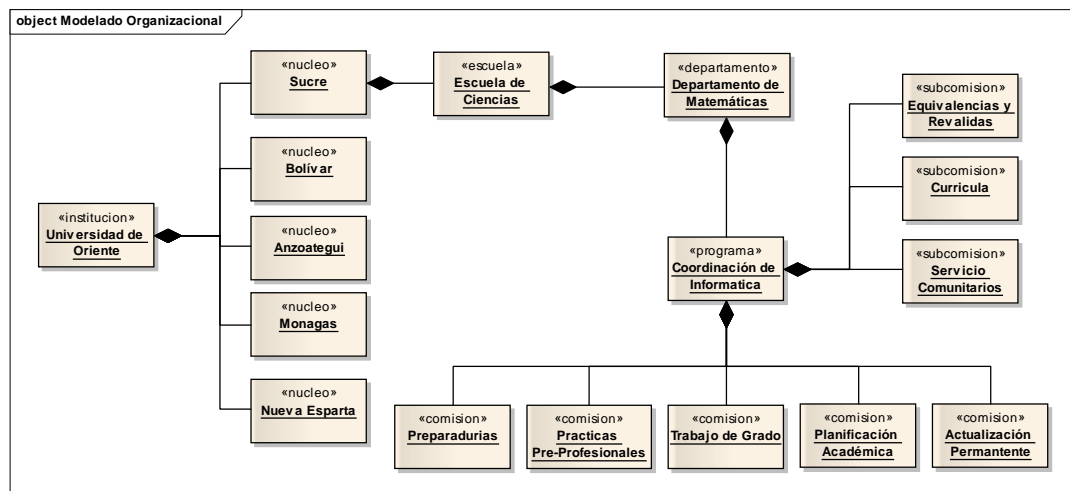 object Modelado Organizacional
«nucleo»
Sucre
«escuela»
Escuela de
Ciencias
«departamento»
Departamento de
Matemáticas
«subcomision»
Equivalencias y
Revalidas
«nucleo»
Bolívar
«subcomision»
Curricula
«institucion»
Universidad de
Oriente
«nucleo»
Anzoategui
«programa»
Coordinación de
Informatica
«subcomision»
Servicio
Comunitarios
«nucleo»
Monagas
«nucleo»
Nueva Esparta
«comision»
Preparadurias
«comision»
Practicas
Pre-Profesionales
«comision»
Trabajo de Grado
«comision»
Planificación
Académica
«comision»
Actualización
Permantente